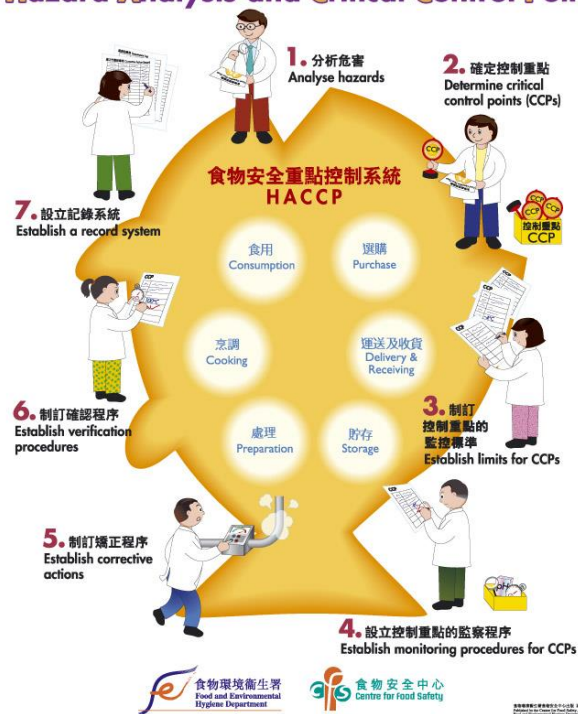 Hazard Analysis and Critical Control Poi
1. 分析危害
Analyse hazards
2. 確定控制重點
Determine critical
control points (CCPs)
CCP
控制重點
CCP
食物安全重點控制系統
HACCP
7. 設立記錄系統
Establish a record system
食用
Consumption
選購
Purchase
烹調
Cooking
運送及收貨
Delivery &
Receiving
處理
Preparation
貯存
Storage
3. 制訂
控制重點的
監控標準
Establish limits for CCPs
6. 制訂確認程序
Establish verification
procedures
5. 制訂矯正程序
Establish corrective
actions
4. 設立控制重點的監察程序
Establish monitoring procedures for CCPs
食物環境衞生署
Food and Environmental
Hygiene Department
cfs
食物安全中心
Centre for Food Safety